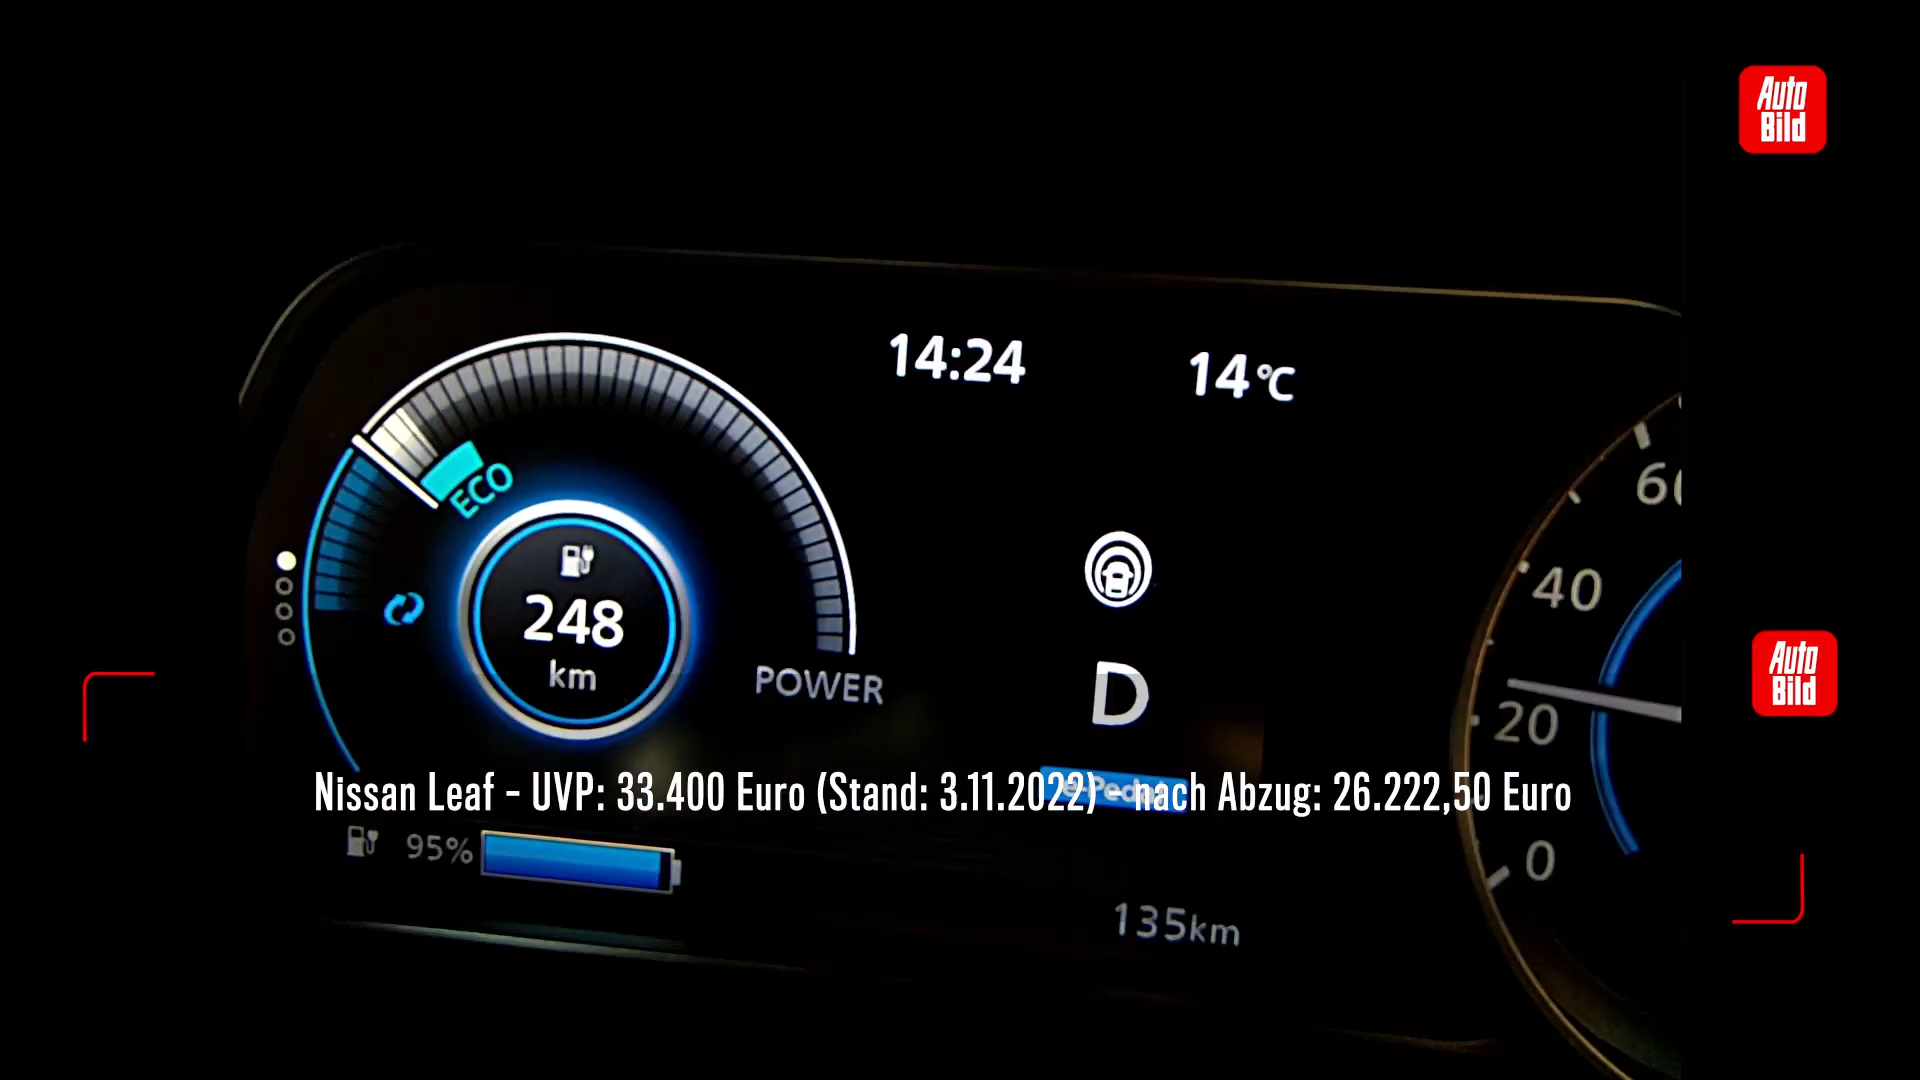 Auto
Bild
14:24
14°C
ECO
60
248
km
40
POWER
D
Auto
Bild
20
Nissan Leaf - UVP: 33.400 Euro (Stand: 3.11.2022) - nach Abzug: 26.222,50 Euro
95%
0
135km